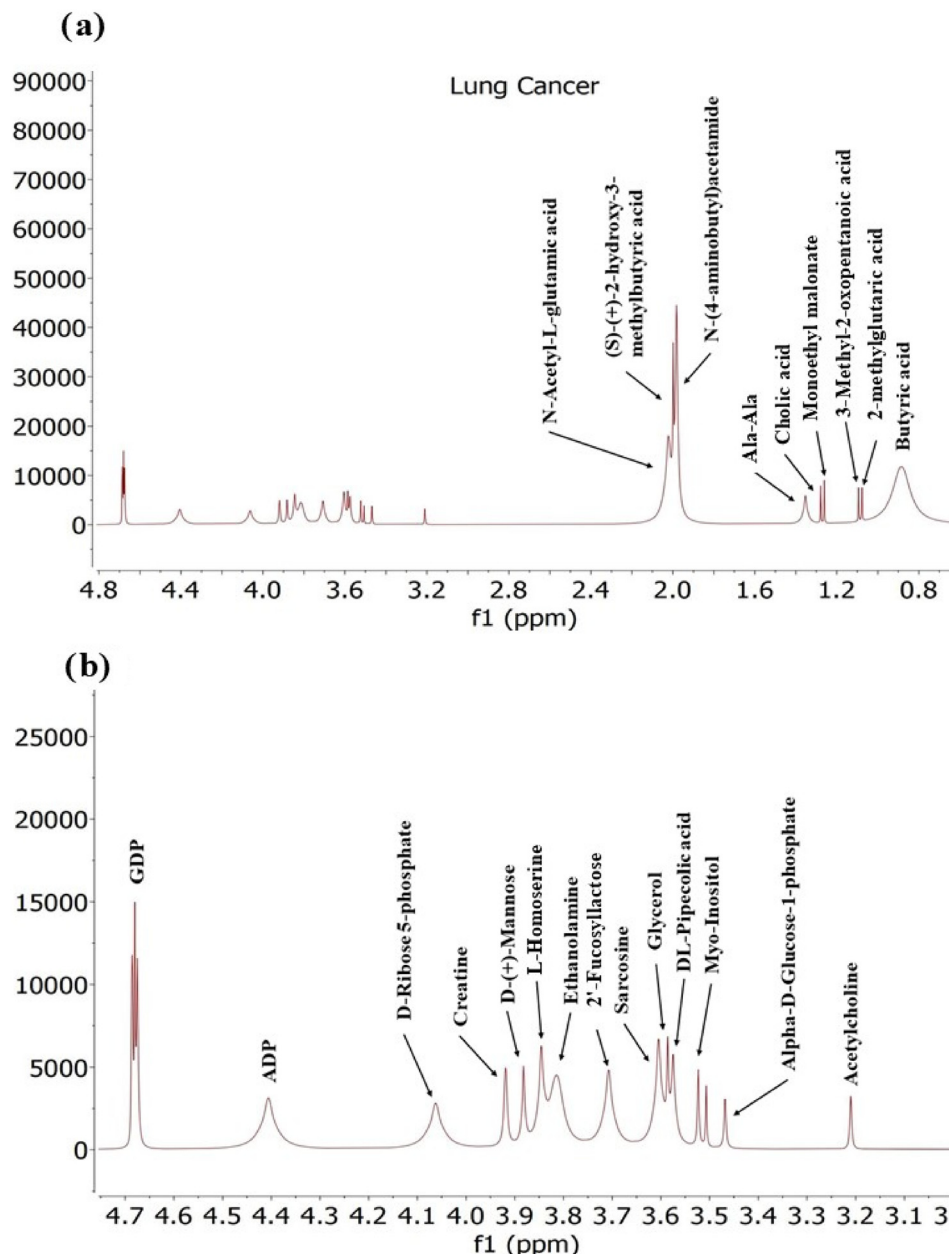 (a)
Lung Cancer
90000
80000
70000
60000
50000
40000
30000
20000
10000
0
N-Acetyl-L-glutamic acid
(S)-(+)-2-hydroxy-3-
methylbutyric acid
N-(4-aminobutyl)acetamide
Ala-Ala
Cholic acid
Monoethyl malonate
3-Methyl-2-oxopentanoic acid
2-methylglutaric acid
Butyric acid
4.8 4.4 4.0 3.6 3.2 2.8 2.4 2.0 1.6 1.2 0.8
f1 (ppm)
(b)
25000
20000
15000
10000
5000
0
GDP
ADP
D-Ribose 5-phosphate
Creatine
D-(+)-Mannose
L-Homoserine
Ethanolamine
2'-Fucosyllactose
Sarcosine
Glycerol
DL-Pipecolic acid
Myo-Inositol
Alpha-D-Glucose-1-phosphate
Acetylcholine
4.7 4.6 4.5 4.4 4.3 4.2 4.1 4.0 3.9 3.8 3.7 3.6 3.5 3.4 3.3 3.2 3.1 3
f1 (ppm)